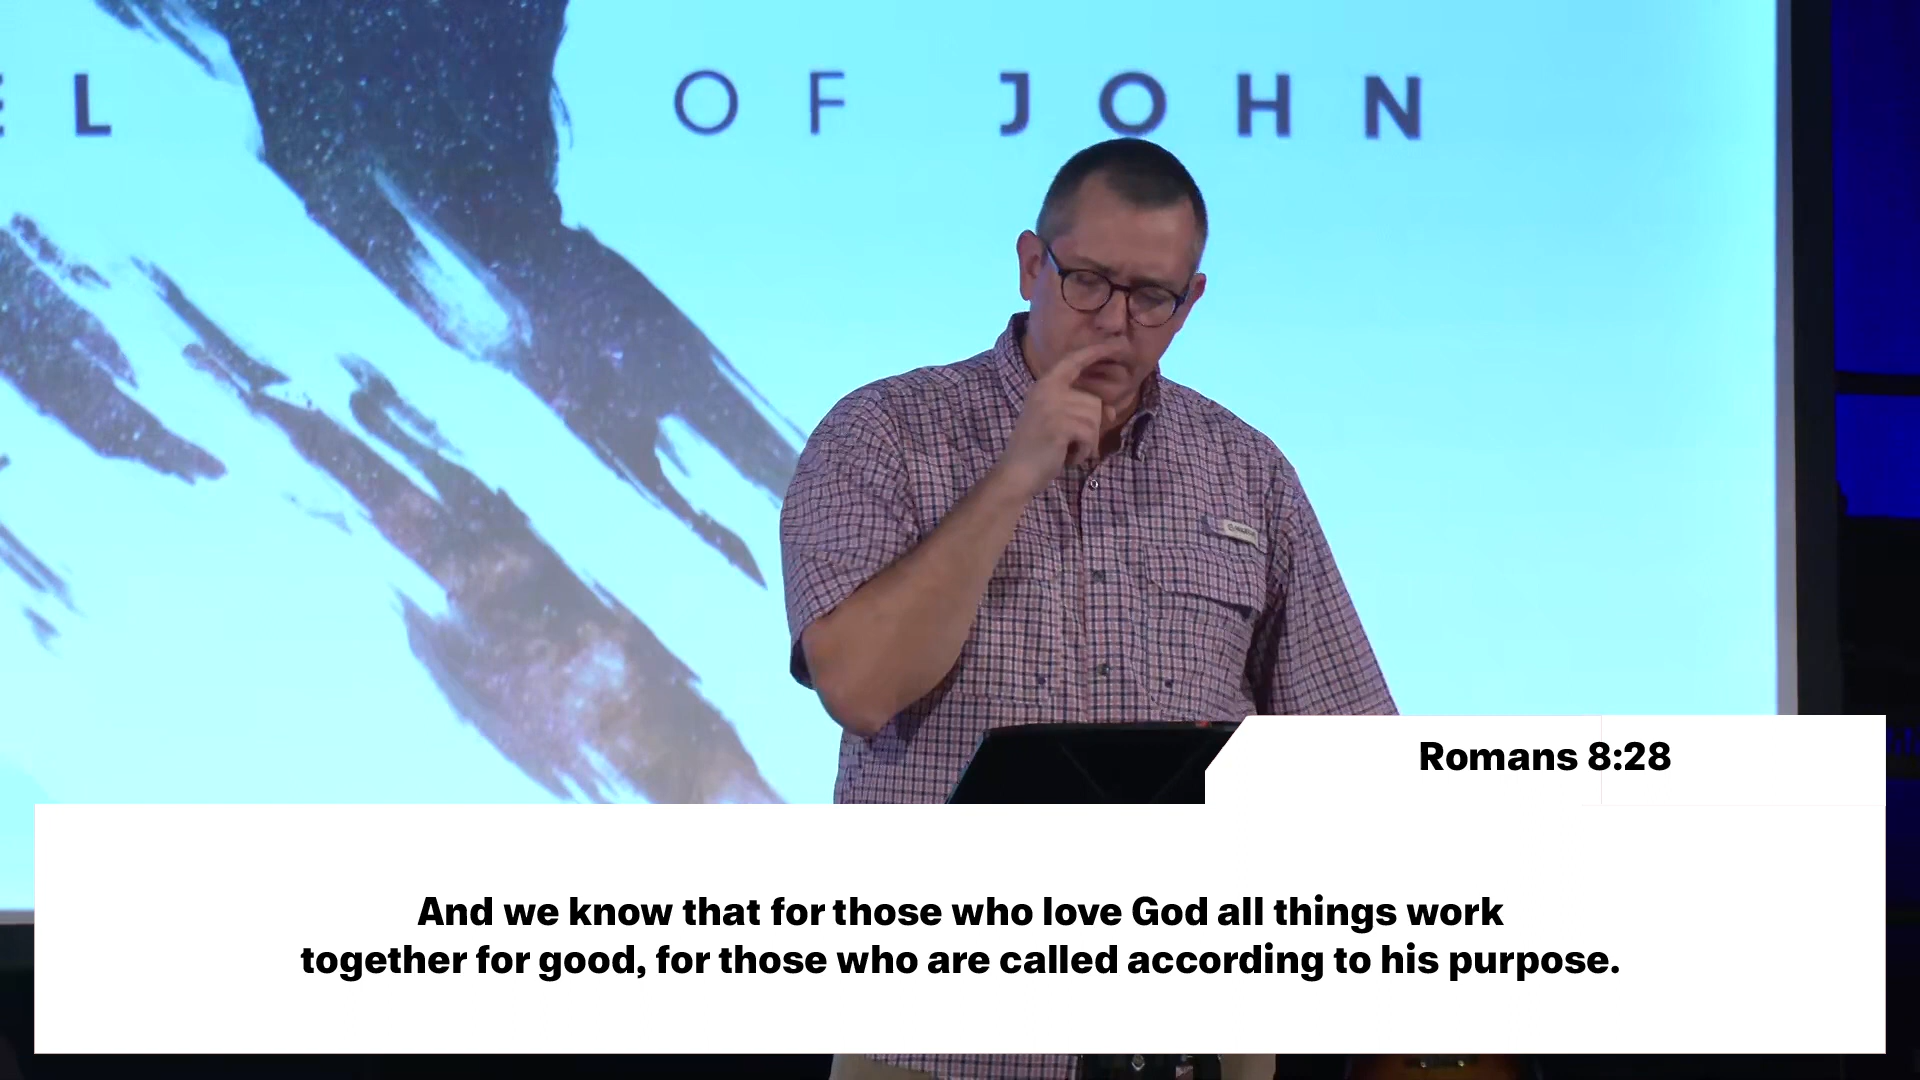 EL OF JOHN
Romans 8:28
And we know that for those who love God all things work
together for good, for those who are called according to his purpose.